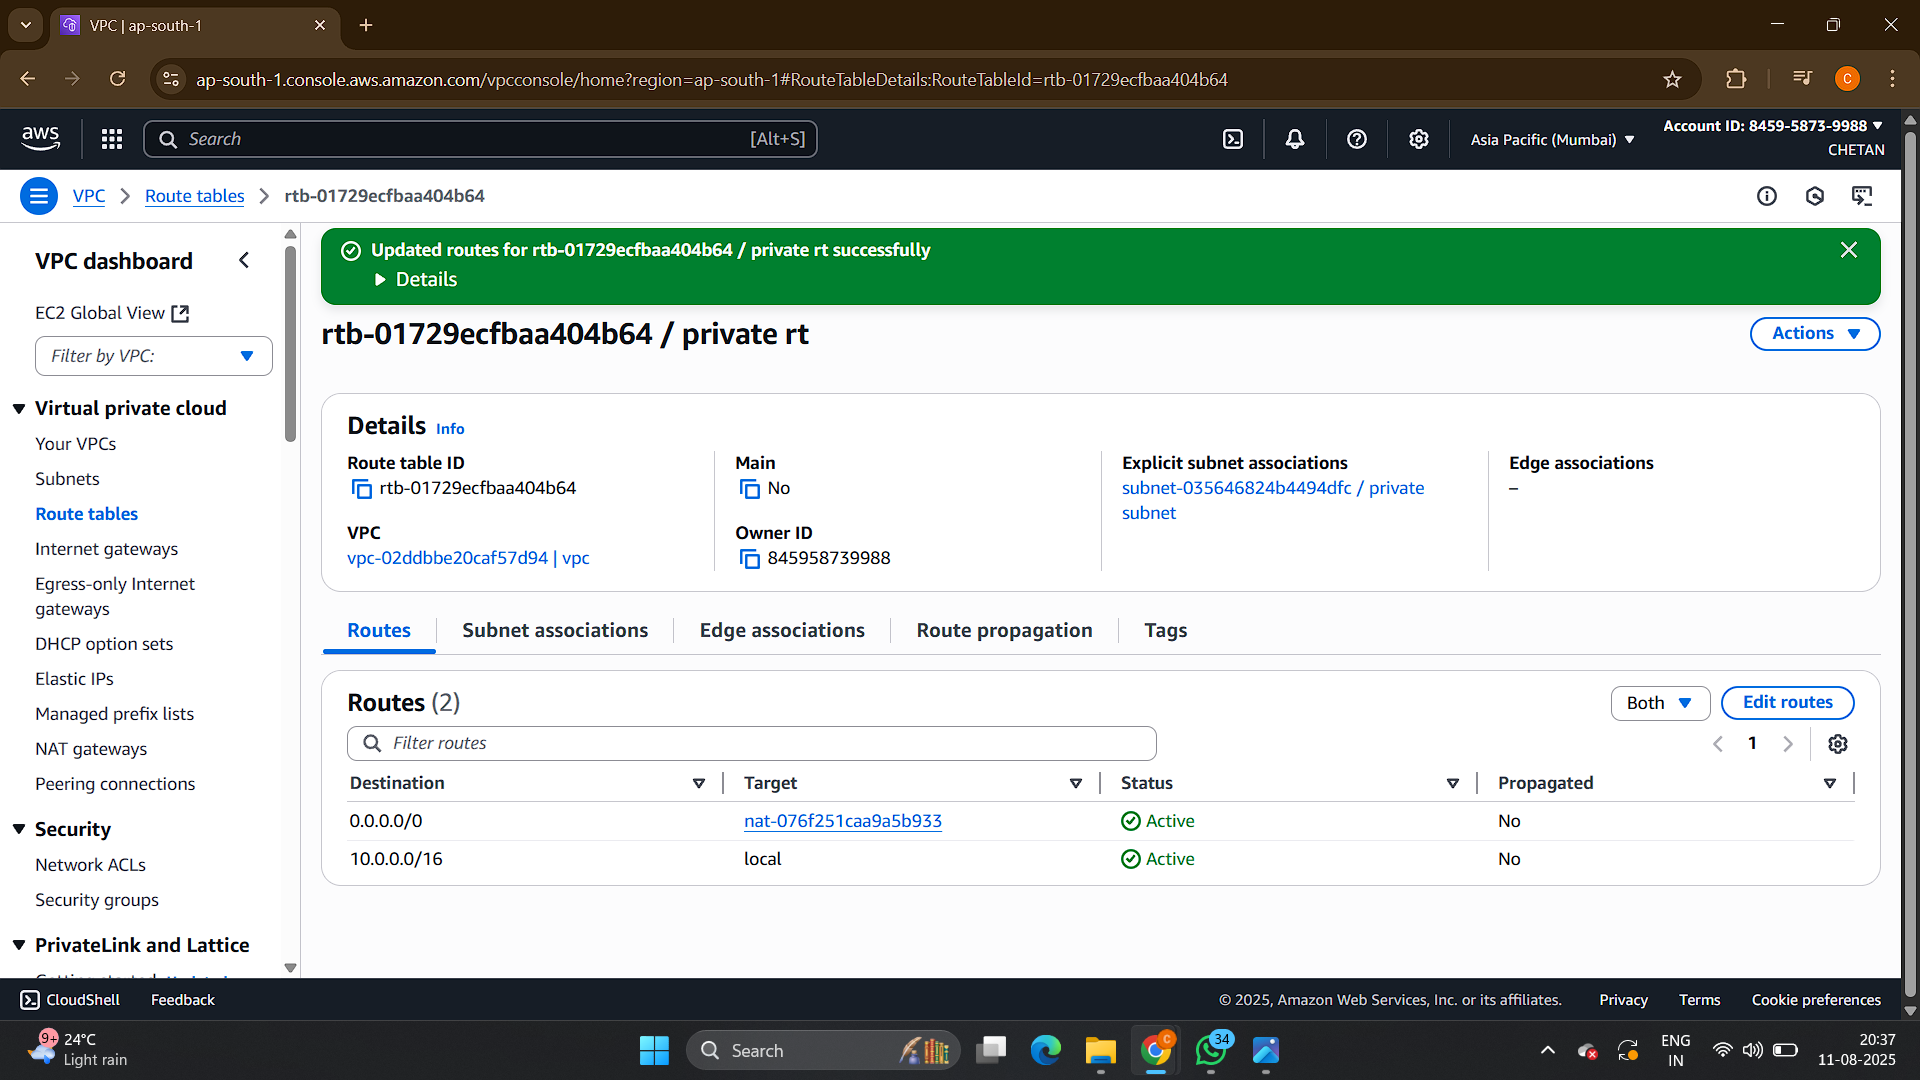 VPC | ap-south-1
ap-south-1.console.aws.amazon.com/vpcconsole/home?region=ap-south-1#RouteTableDetails:RouteTableId=rtb-01729ecfbaa404b64
C
aws
Search [Alt+S]
Asia Pacific (Mumbai)
Account ID: 8459-5873-9988
CHETAN
VPC Route tables rtb-01729ecfbaa404b64
VPC dashboard
EC2 Global View
Filter by VPC:
Virtual private cloud
Your VPCs
Subnets
Route tables
Internet gateways
Egress-only Internet
gateways
DHCP option sets
Elastic IPs
Managed prefix lists
NAT gateways
Peering connections
Security
Network ACLs
Security groups
PrivateLink and Lattice
Updated routes for rtb-01729ecfbaa404b64 / private rt successfully
Details
rtb-01729ecfbaa404b64 / private rt
Actions
Details Info
Route table ID
rtb-01729ecfbaa404b64
Main
No
Explicit subnet associations
subnet-035646824b4494dfc / private
subnet
Edge associations
–
VPC
vpc-02ddbbe20caf57d94 | vpc
Owner ID
845958739988
Routes Subnet associations Edge associations Route propagation Tags
Routes (2)
Both Edit routes
Filter routes
1
Destination Target Status Propagated
0.0.0.0/0 nat-076f251caa9a5b933 Active No
10.0.0.0/16 local Active No
CloudShell Feedback
© 2025, Amazon Web Services, Inc. or its affiliates. Privacy Terms Cookie preferences
9+
24°C
Light rain
Search
C
34
ENG
IN
20:37
11-08-2025